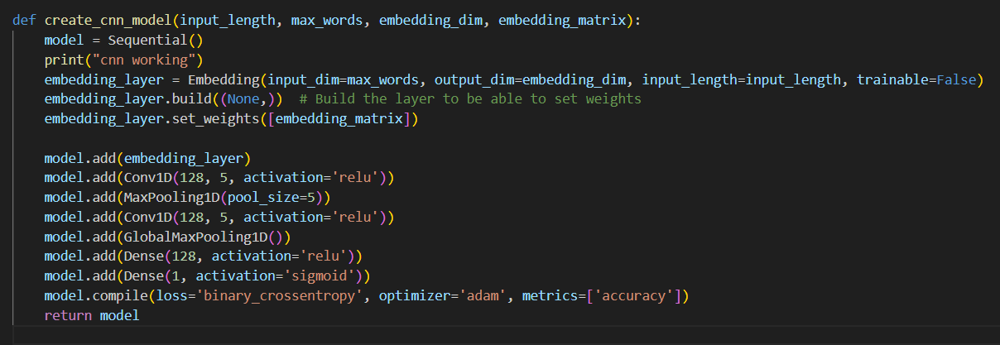 def create_cnn_model(input_length, max_words, embedding_dim, embedding_matrix):
    model = Sequential()
    print("cnn working")
    embedding_layer = Embedding(input_dim=max_words, output_dim=embedding_dim, input_length=input_length, trainable=False)
    embedding_layer.build((None,))  # Build the layer to be able to set weights
    embedding_layer.set_weights([embedding_matrix])

    model.add(embedding_layer)
    model.add(Conv1D(128, 5, activation='relu'))
    model.add(MaxPooling1D(pool_size=5))
    model.add(Conv1D(128, 5, activation='relu'))
    model.add(GlobalMaxPooling1D())
    model.add(Dense(128, activation='relu'))
    model.add(Dense(1, activation='sigmoid'))
    model.compile(loss='binary_crossentropy', optimizer='adam', metrics=['accuracy'])
    return model